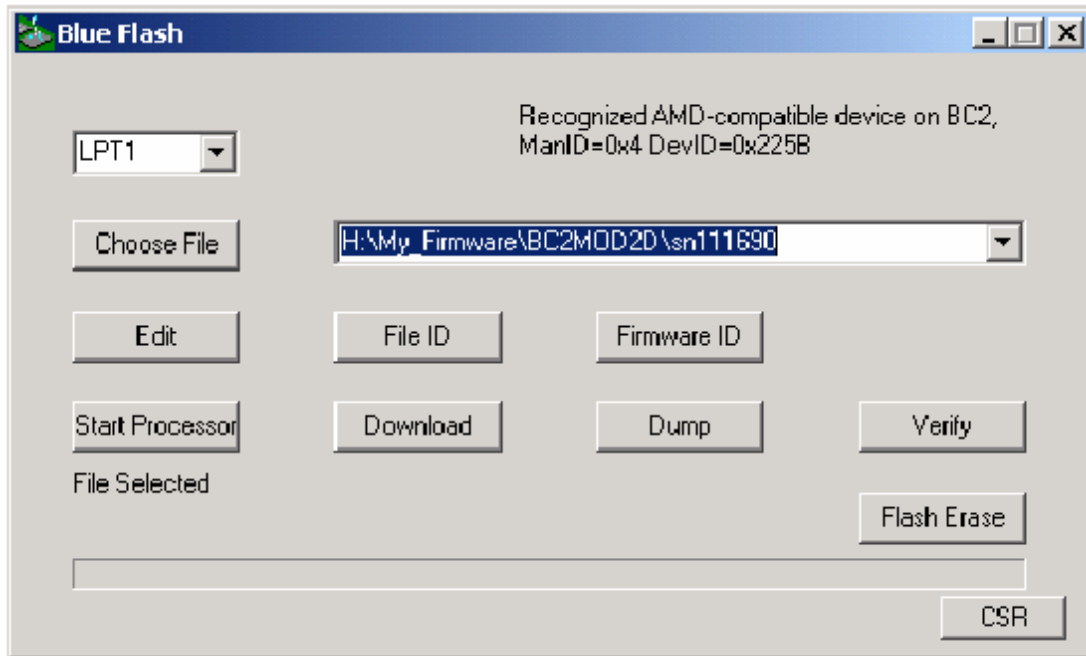 Blue Flash
LPT1
Recognized AMD-compatible device on BC2,
ManID=0x4 DevID=0x225B
Choose File
H:\My_Firmware\BC2MOD2D\sn111690
Edit
File ID
Firmware ID
Start Processor
Download
Dump
Verify
File Selected
Flash Erase
CSR